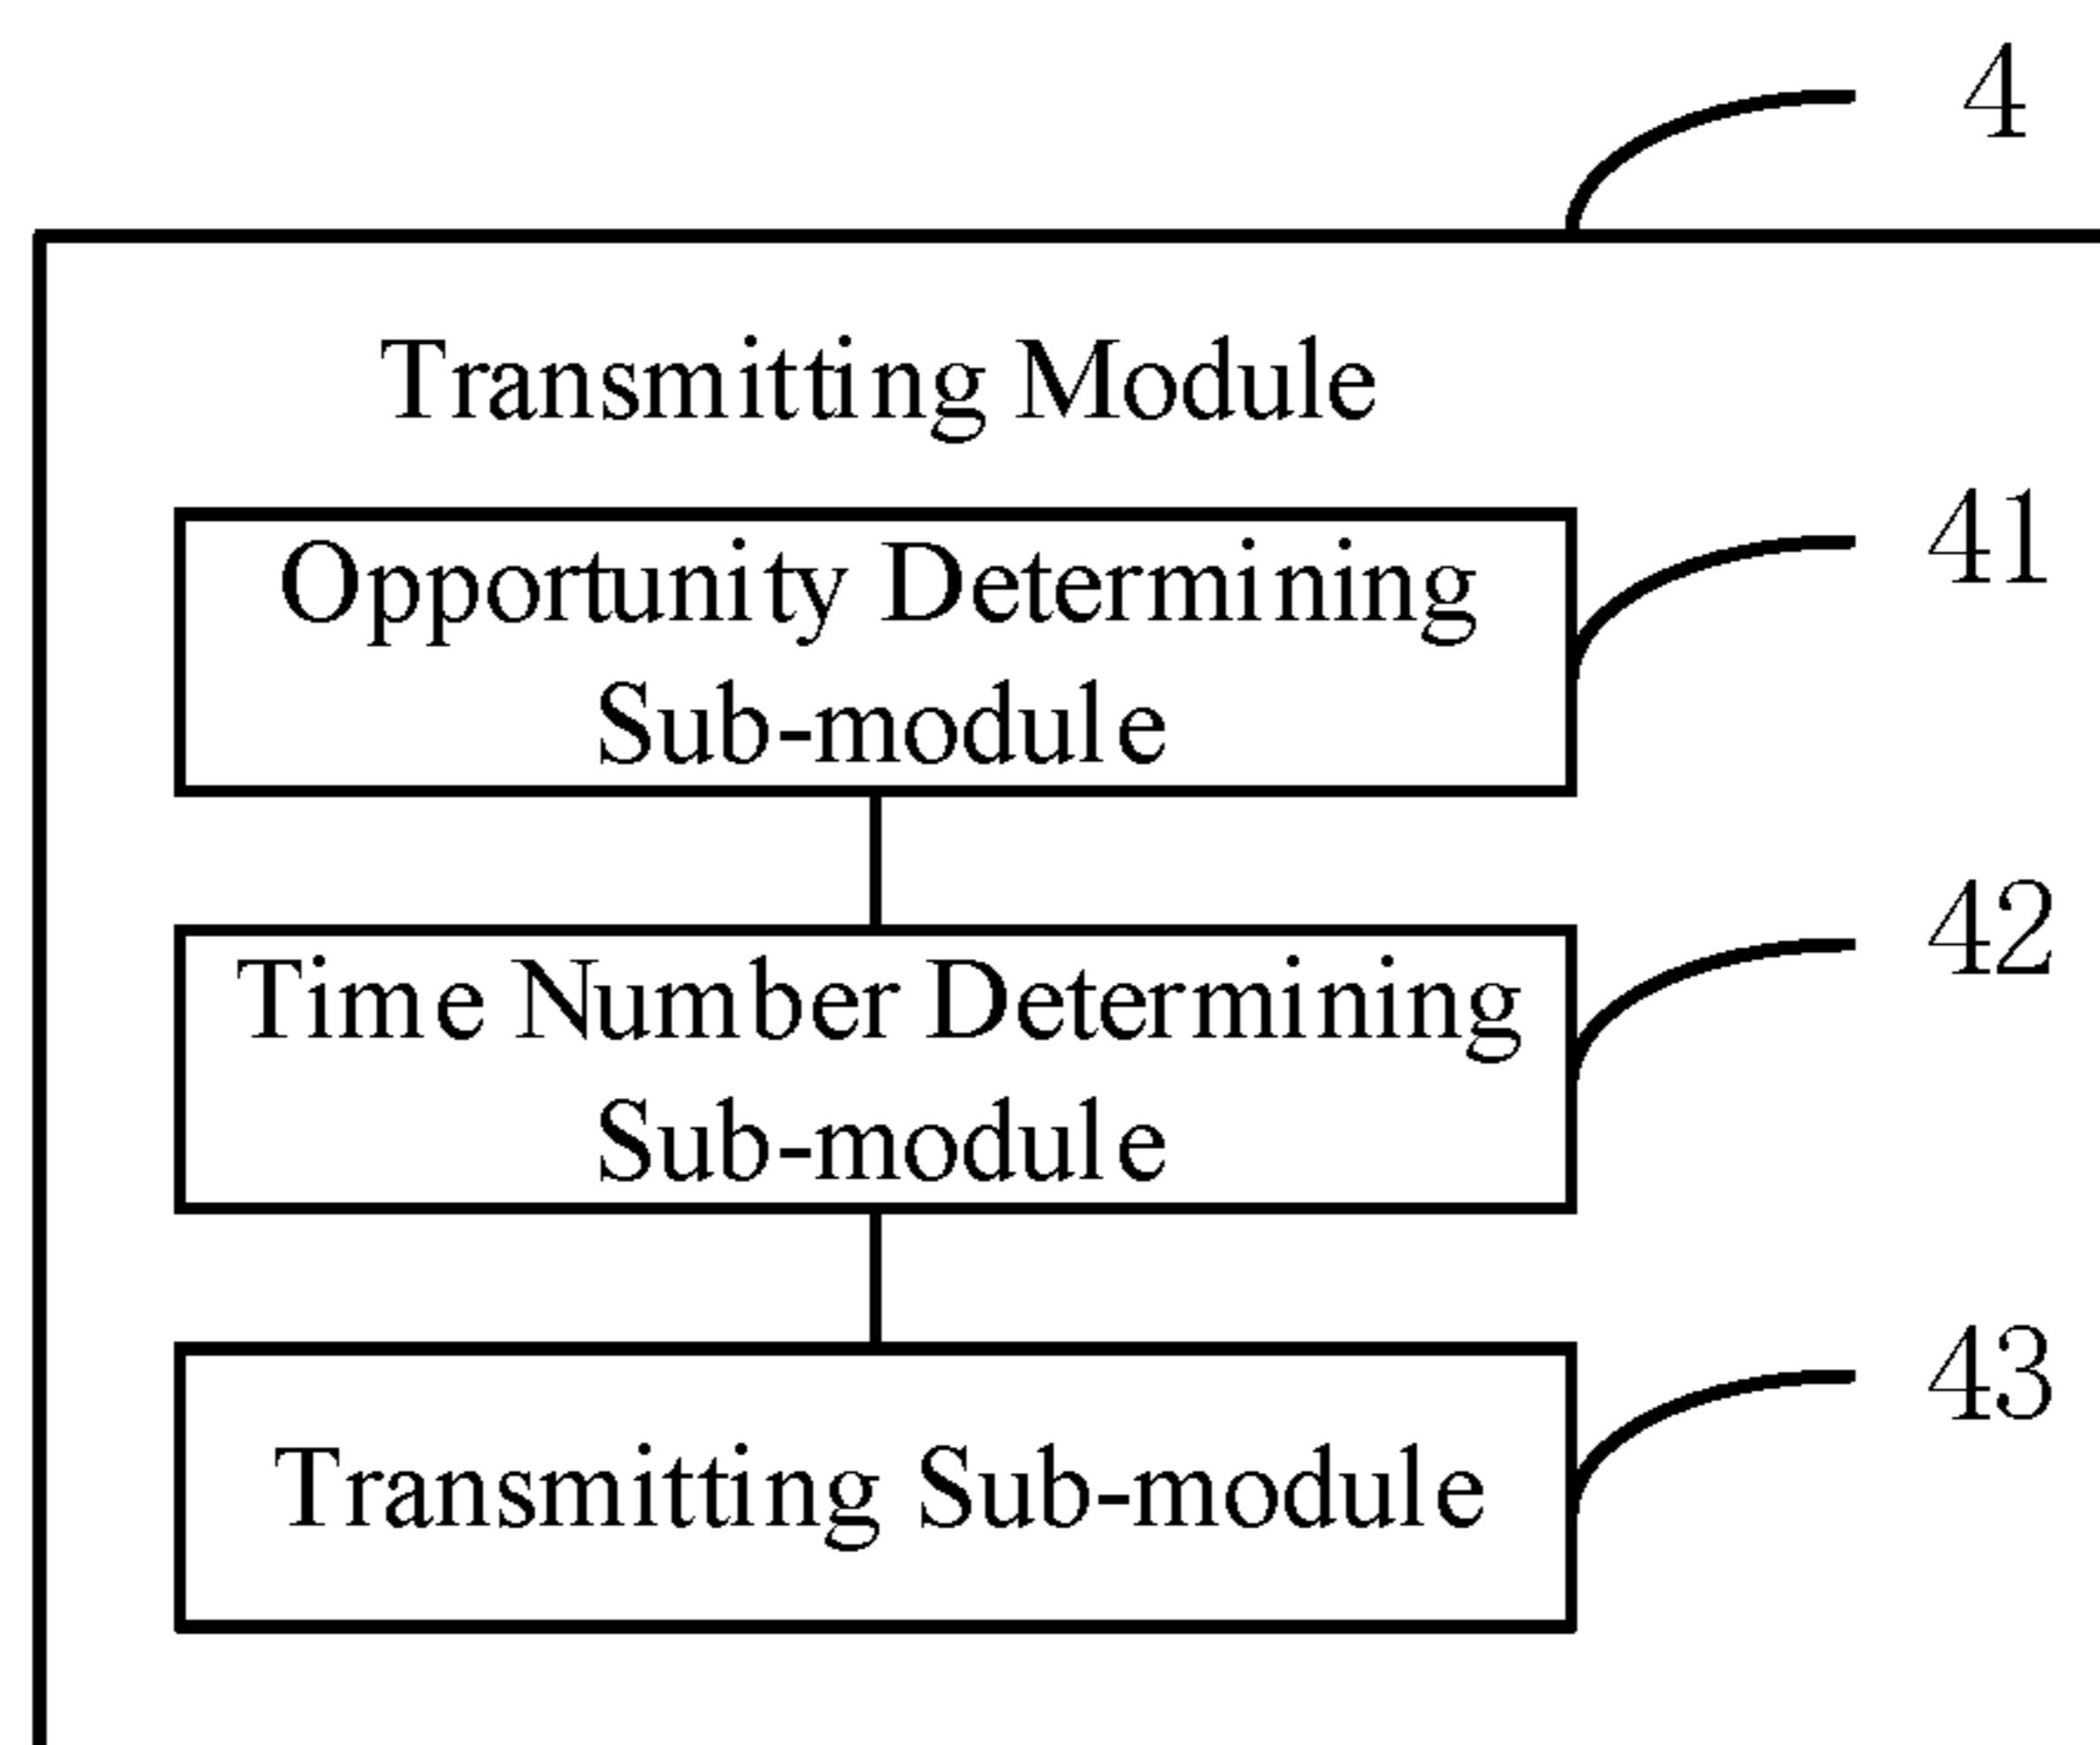 4
Transmitting Module
41
Opportunity Determining
Sub-module
42
Time Number Determining
Sub-module
43
Transmitting Sub-module